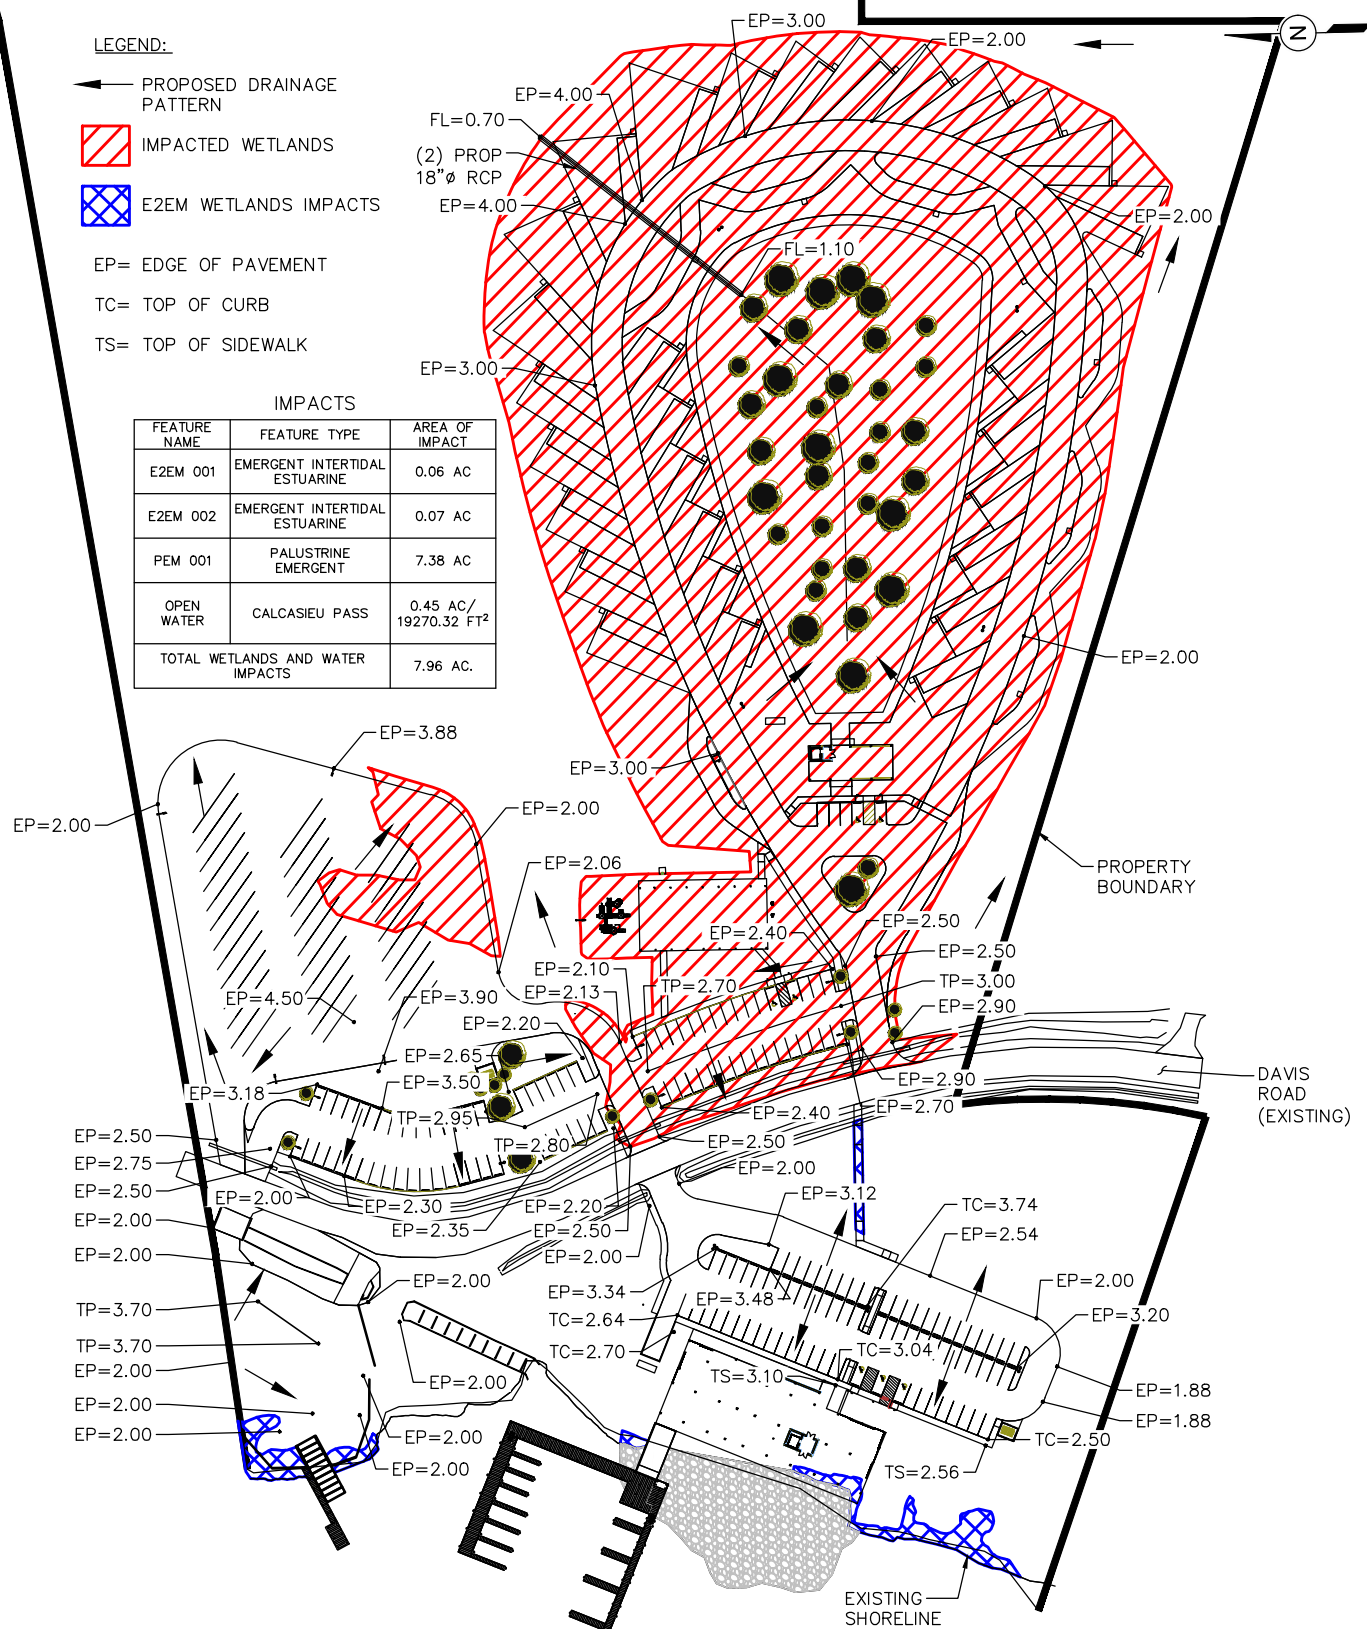 LEGEND:
PROPOSED DRAINAGE
PATTERN
IMPACTED WETLANDS
E2EM WETLANDS IMPACTS
EP= EDGE OF PAVEMENT
TC= TOP OF CURB
TS= TOP OF SIDEWALK
IMPACTS
FEATURE NAME | FEATURE TYPE | AREA OF IMPACT
E2EM 001 | EMERGENT INTERTIDAL ESTUARINE | 0.06 AC
E2EM 002 | EMERGENT INTERTIDAL ESTUARINE | 0.07 AC
PEM 001 | PALUSTRINE EMERGENT | 7.38 AC
OPEN WATER | CALCASIEU PASS | 0.45 AC/ 19270.32 FT²
TOTAL WETLANDS AND WATER IMPACTS | 7.96 AC.
N
EP=3.00
EP=2.00
EP=4.00
FL=0.70
(2) PROP
18"ø RCP
EP=4.00
EP=2.00
FL=1.10
EP=3.00
EP=2.00
EP=3.88
EP=3.00
EP=2.00
EP=2.00
EP=2.06
PROPERTY
BOUNDARY
EP=2.50
EP=2.40
EP=2.50
EP=2.10
TP=2.70
TP=3.00
EP=2.13
EP=4.50
EP=3.90
EP=2.90
EP=2.20
EP=2.65
EP=3.50
EP=3.18
EP=2.90
DAVIS
ROAD
(EXISTING)
TP=2.95
EP=2.40
EP=2.70
EP=2.50
TP=2.80
EP=2.50
EP=2.75
EP=2.00
EP=2.50
EP=2.00
EP=2.30
EP=2.20
EP=3.12
TC=3.74
EP=2.00
EP=2.35
EP=2.50
EP=2.54
EP=2.00
EP=2.00
EP=2.00
EP=2.00
EP=3.34
EP=3.48
TP=3.70
TC=2.64
EP=3.20
TP=3.70
TC=2.70
TC=3.04
EP=2.00
EP=2.00
TS=3.10
EP=1.88
EP=2.00
EP=1.88
EP=2.00
EP=2.00
TC=2.50
EP=2.00
TS=2.56
EXISTING
SHORELINE